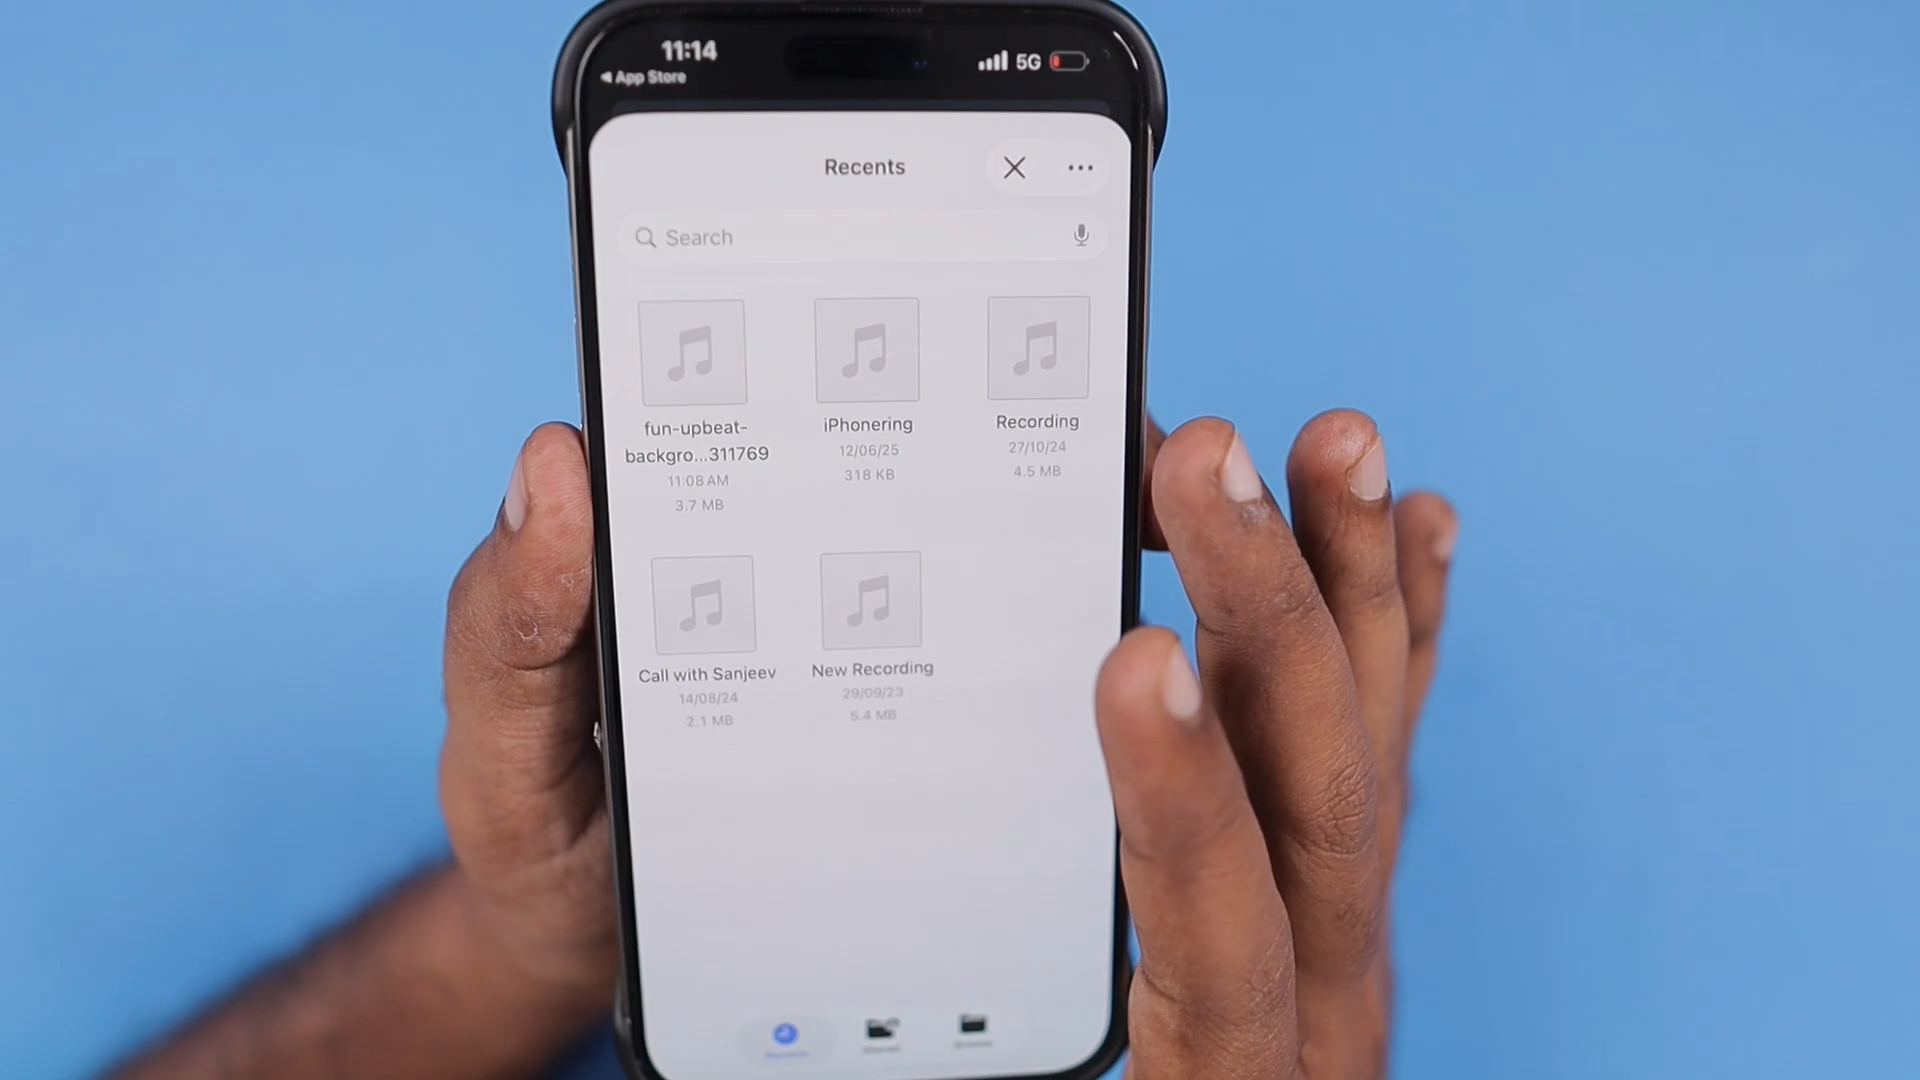 11:14
5G
App Store
Recents
Search
fun-upbeat-
backgro...311769
11:08 AM
3.7 MB
iPhonering
12/06/25
318 KB
Recording
27/10/24
4.5 MB
Call with Sanjeev
14/08/24
2.1 MB
New Recording
29/09/23
5.4 MB